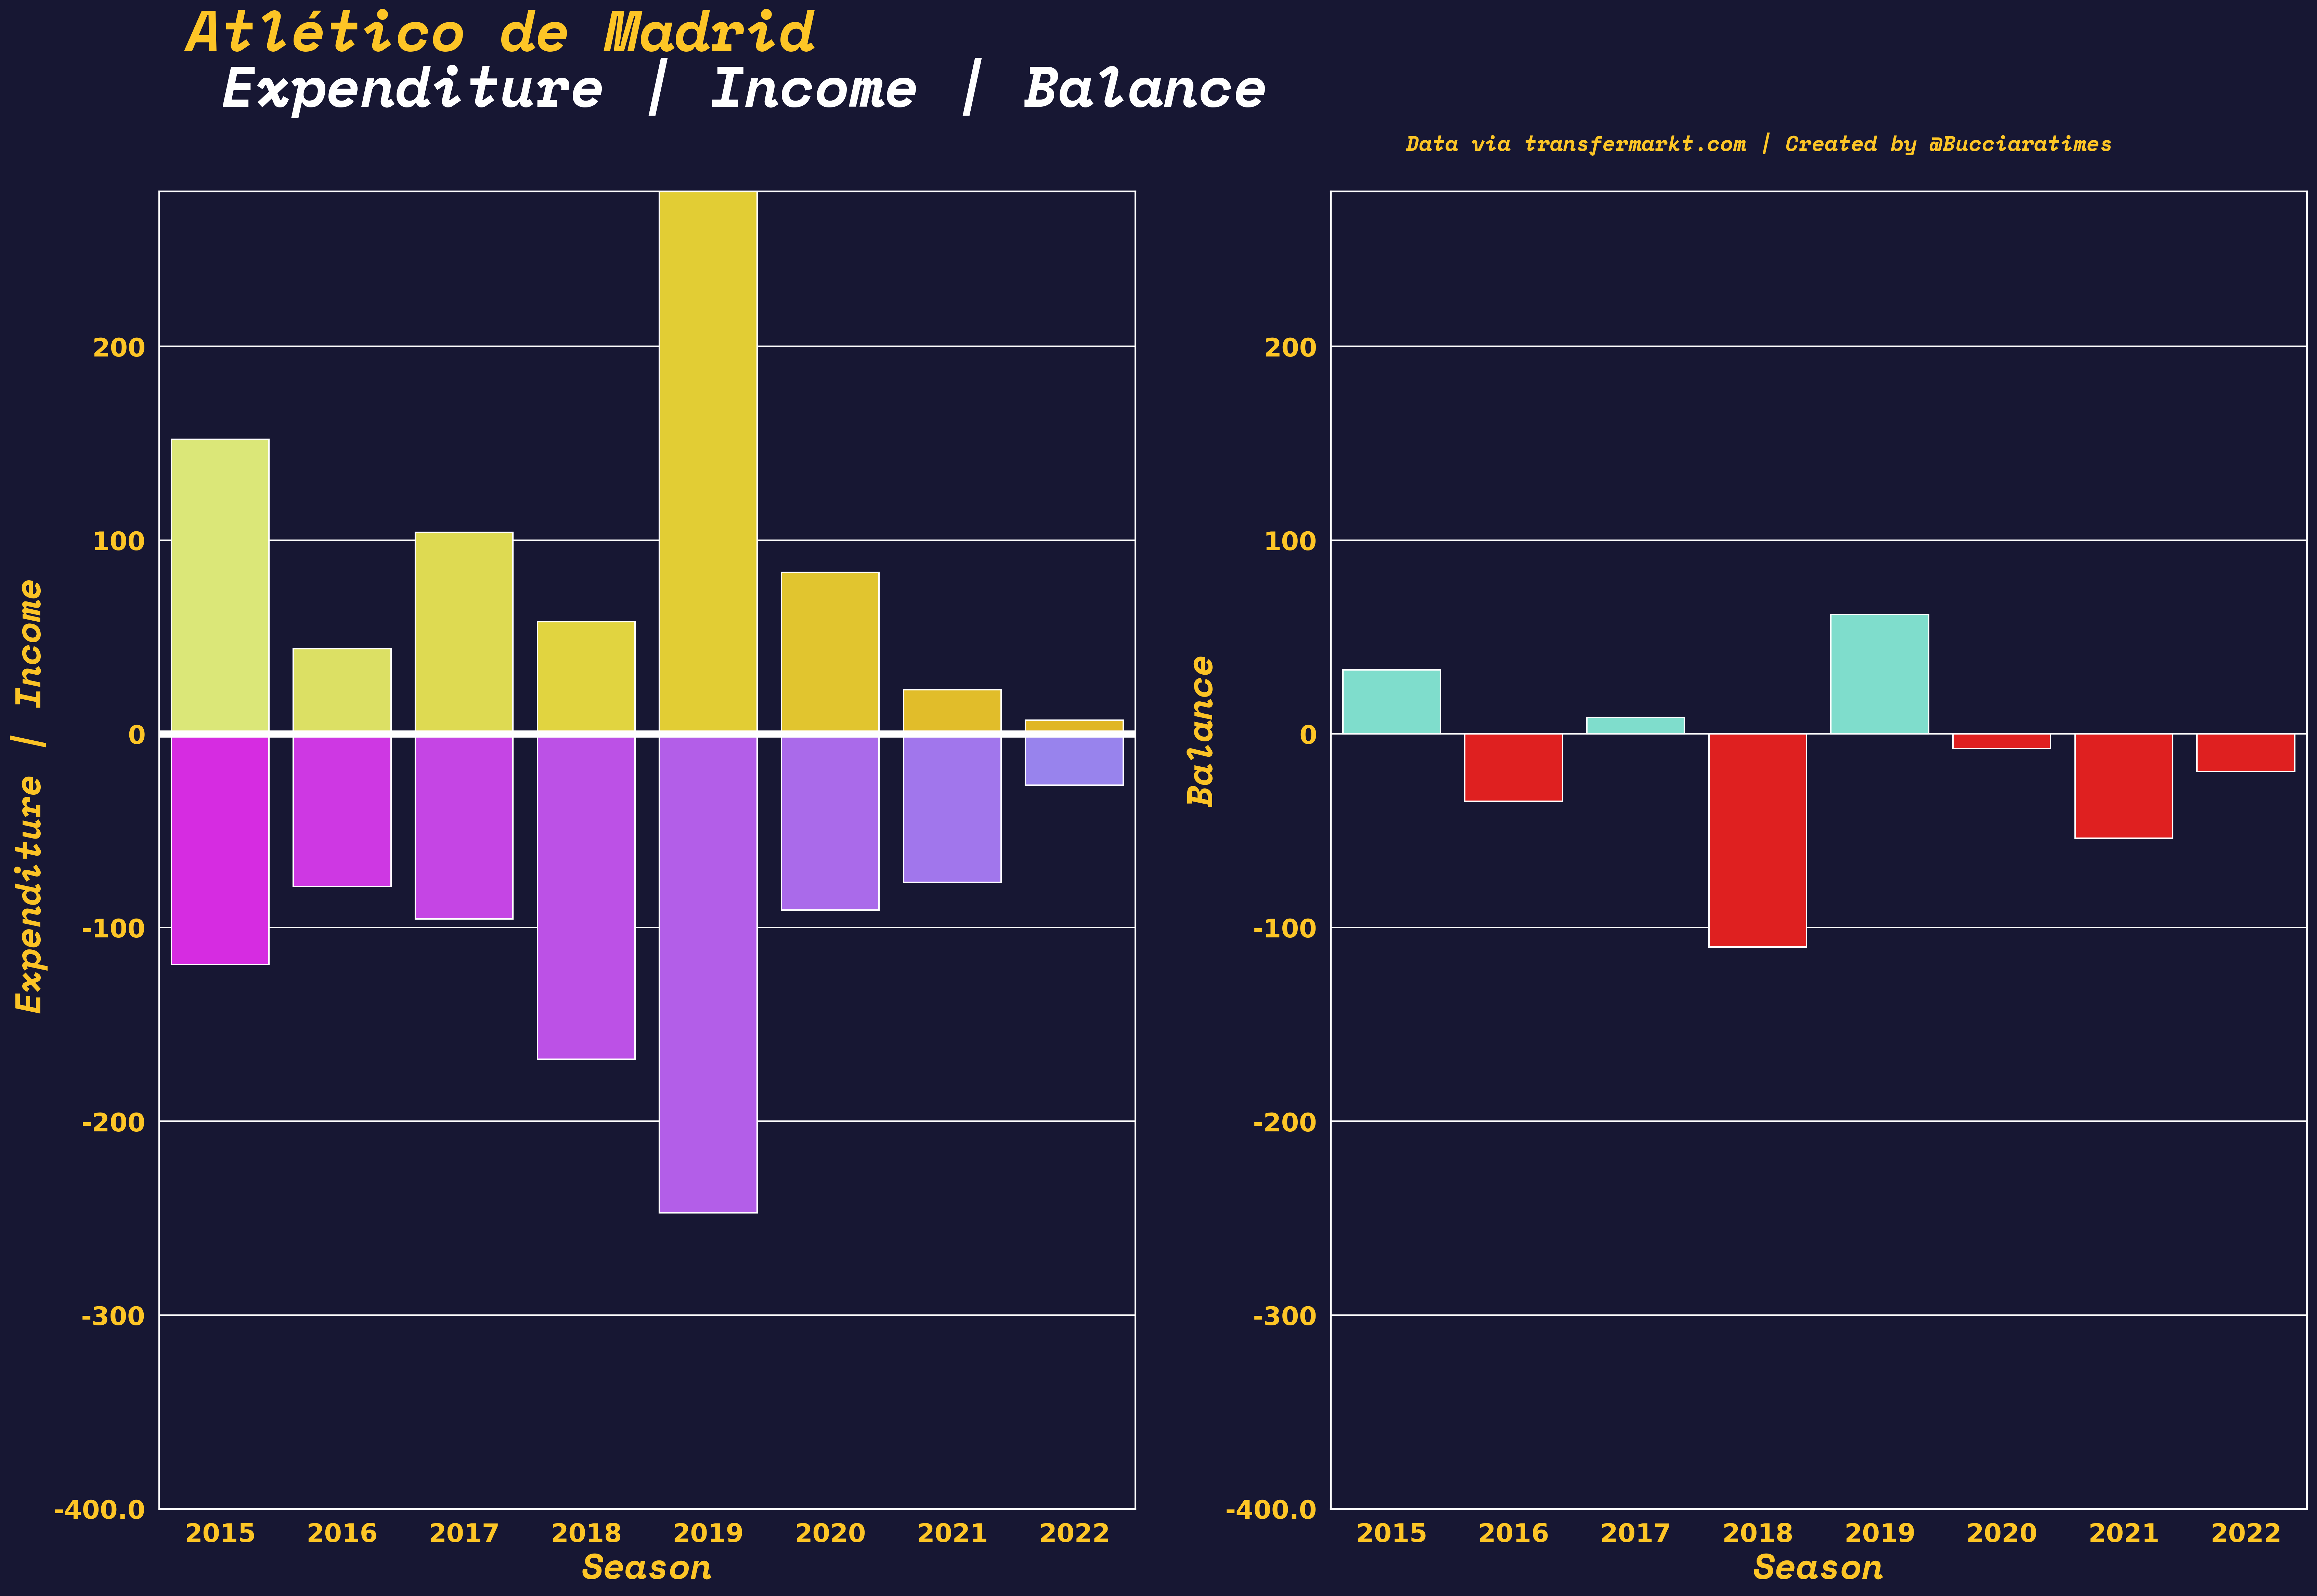 Atlético de Madrid
Expenditure | Income | Balance
Data via transfermarkt.com | Created by @Bucciaratimes
Expenditure | Income
200
100
0
-100
-200
-300
-400.0
2015 2016 2017 2018 2019 2020 2021 2022
Season
Balance
200
100
0
-100
-200
-300
-400.0
2015 2016 2017 2018 2019 2020 2021 2022
Season